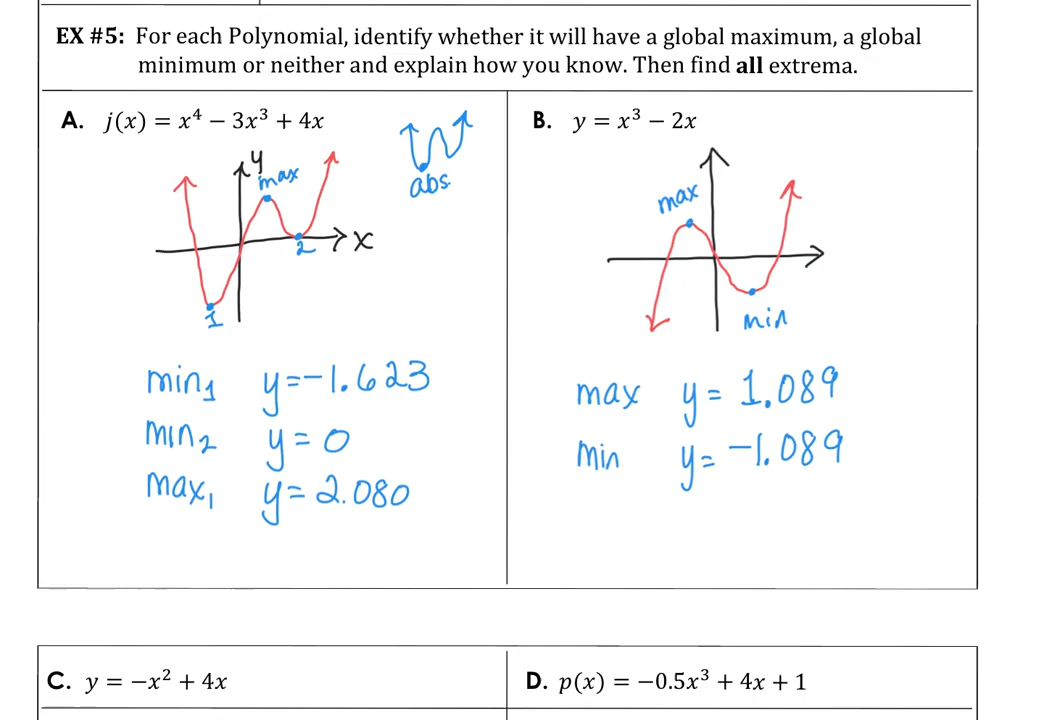 EX #5: For each Polynomial, identify whether it will have a global maximum, a global
minimum or neither and explain how you know. Then find all extrema.
A. j(x) = x⁴ − 3x³ + 4x
y
max
abs.
x
2
1
min₁ y=-1.623
min₂ y= 0
max₁ y= 2.080
B. y = x³ − 2x
max
min
max y= 1.089
min y= -1.089
C. y = −x² + 4x
D. p(x) = −0.5x³ + 4x + 1